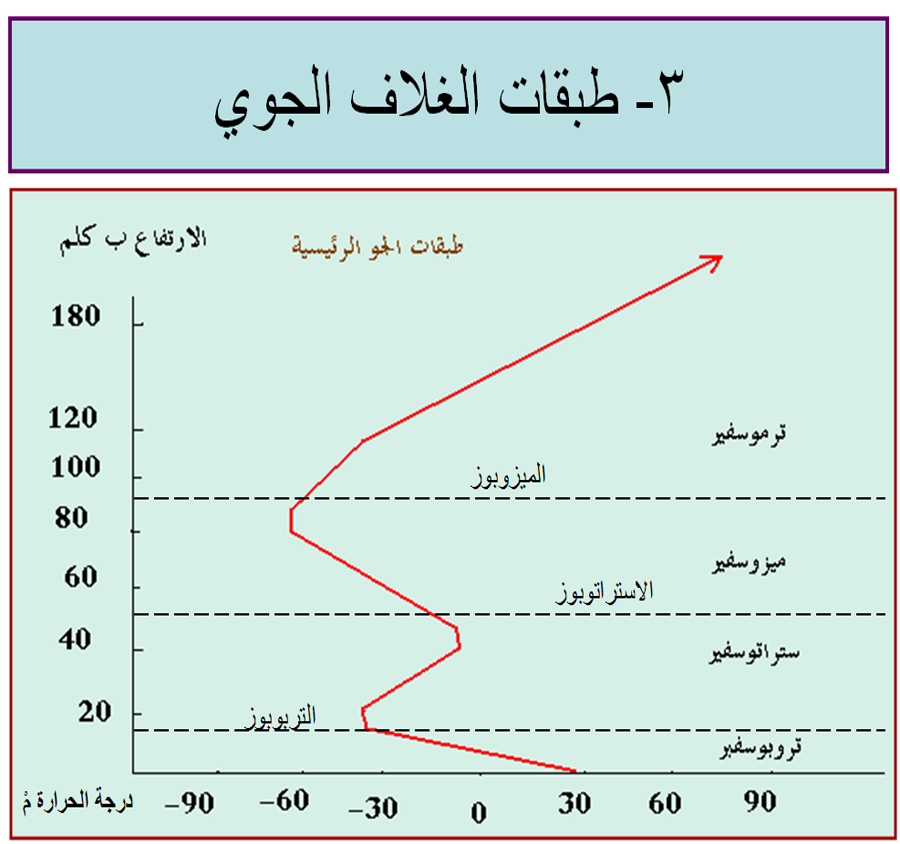 ٣- طبقات الغلاف الجوي
الارتفاع ب كلم
طبقات الجو الرئيسية
180
120
ترموسفير
100
الميزوبوز
80
ميزوسفير
60
الاستراتوبوز
40
ستراتوسفير
20
التربوبوز
تروبوسفير
درجة الحرارة مْ
-90 -60 -30 0 30 60 90